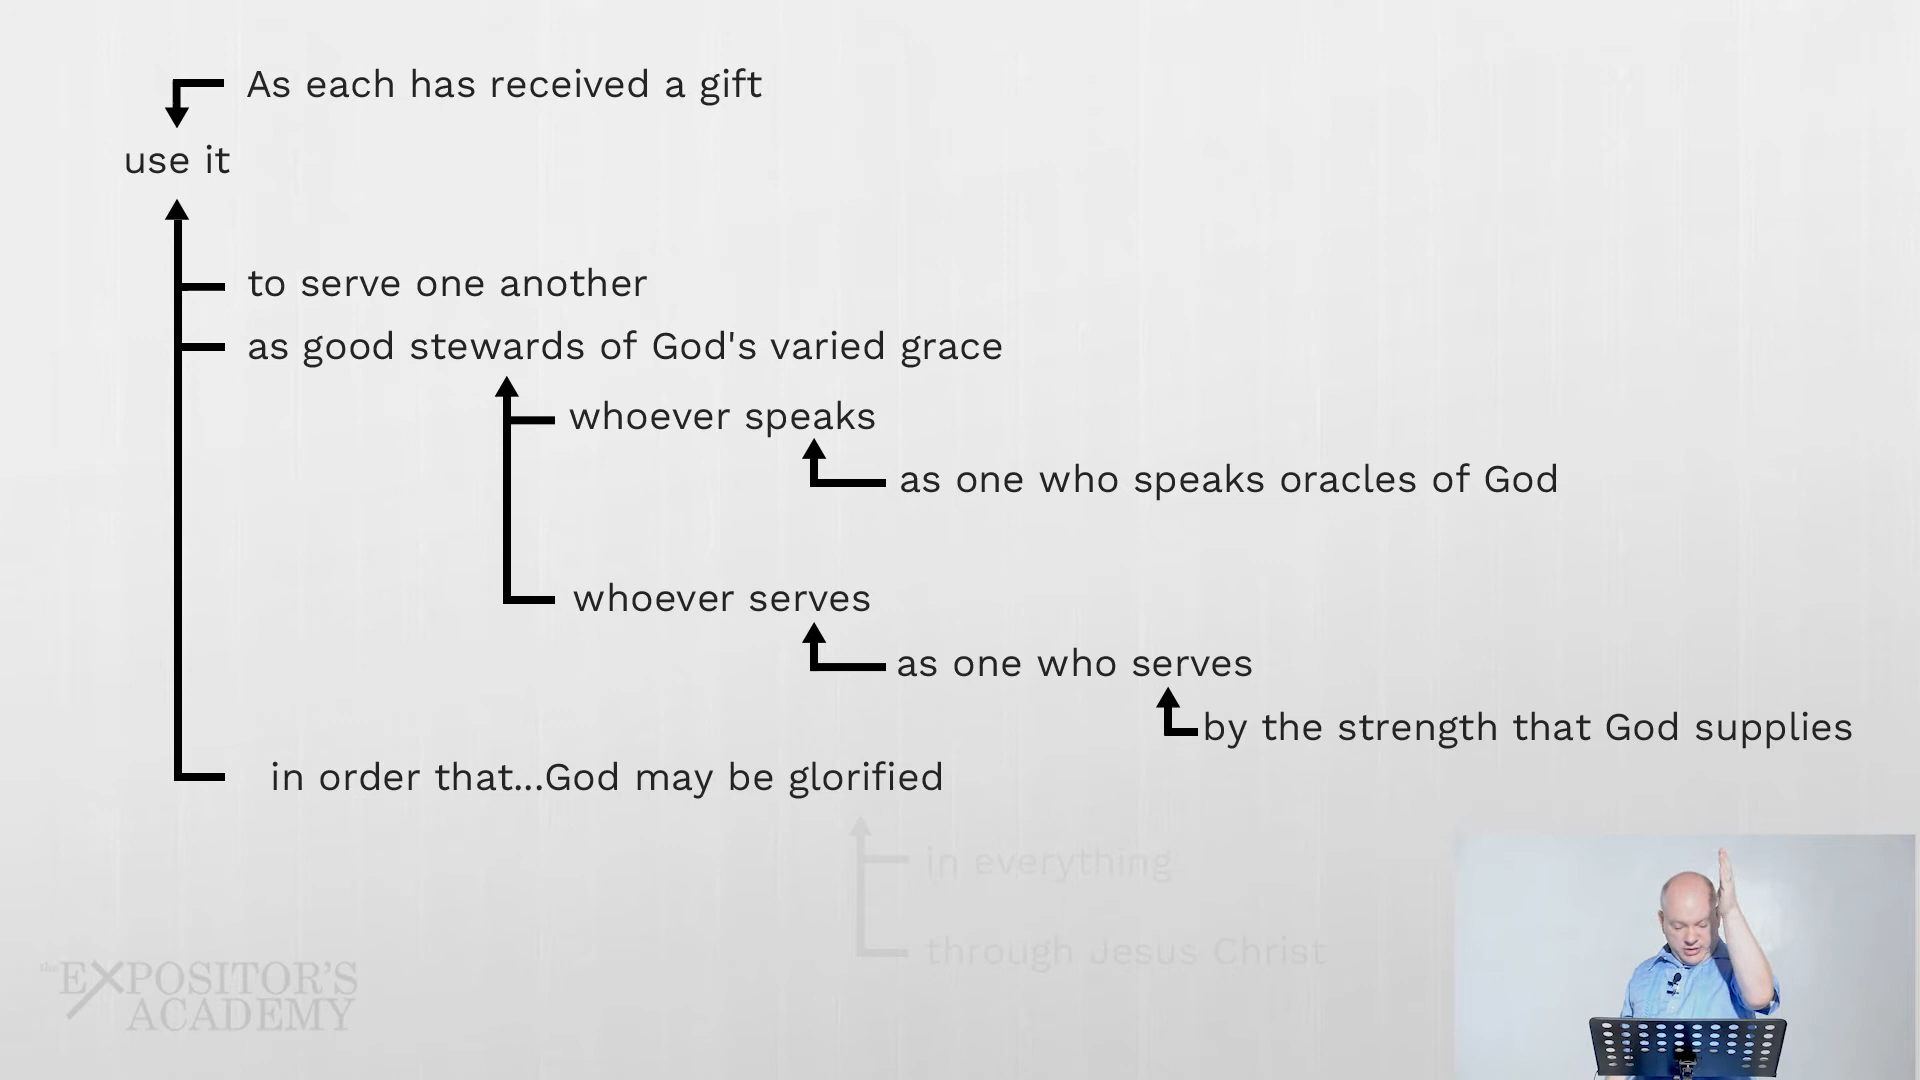 As each has received a gift
use it
to serve one another
as good stewards of God's varied grace
whoever speaks
as one who speaks oracles of God
whoever serves
as one who serves
by the strength that God supplies
in order that...God may be glorified
in everything
through Jesus Christ
the EXPOSITOR'S
ACADEMY